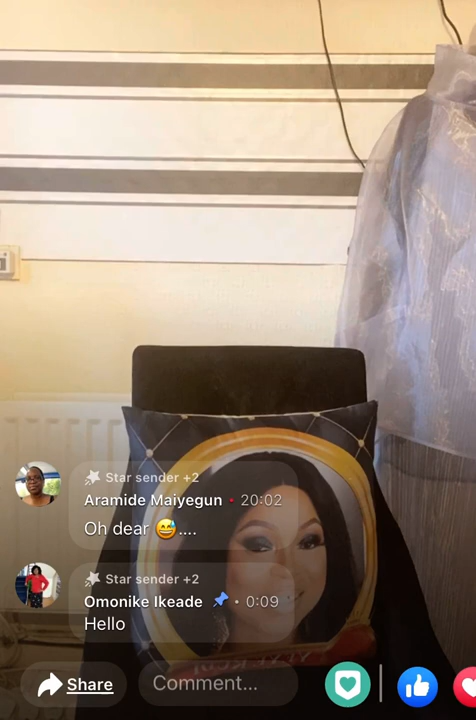 Star sender +2
Aramide Maiyegun • 20:02
Oh dear 😅....
Star sender +2
Omonike Ikeade 📌 • 0:09
Hello
Share
Comment...